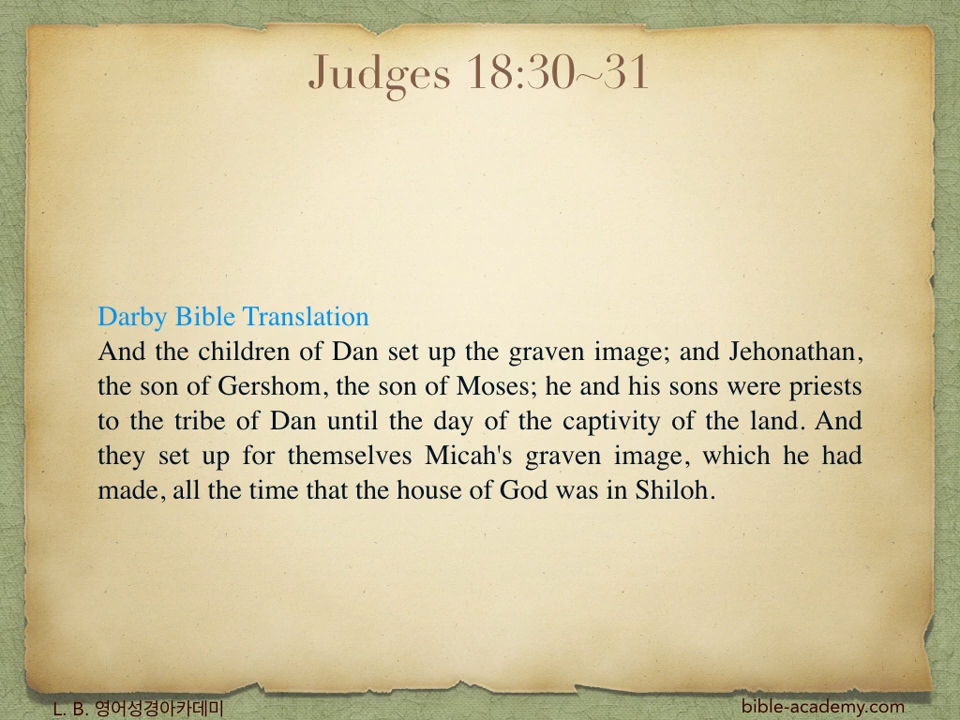 Judges 18:30~31
Darby Bible Translation
And the children of Dan set up the graven image; and Jehonathan,
the son of Gershom, the son of Moses; he and his sons were priests
to the tribe of Dan until the day of the captivity of the land. And
they set up for themselves Micah's graven image, which he had
made, all the time that the house of God was in Shiloh.
L. B. 영어성경아카데미
bible-academy.com